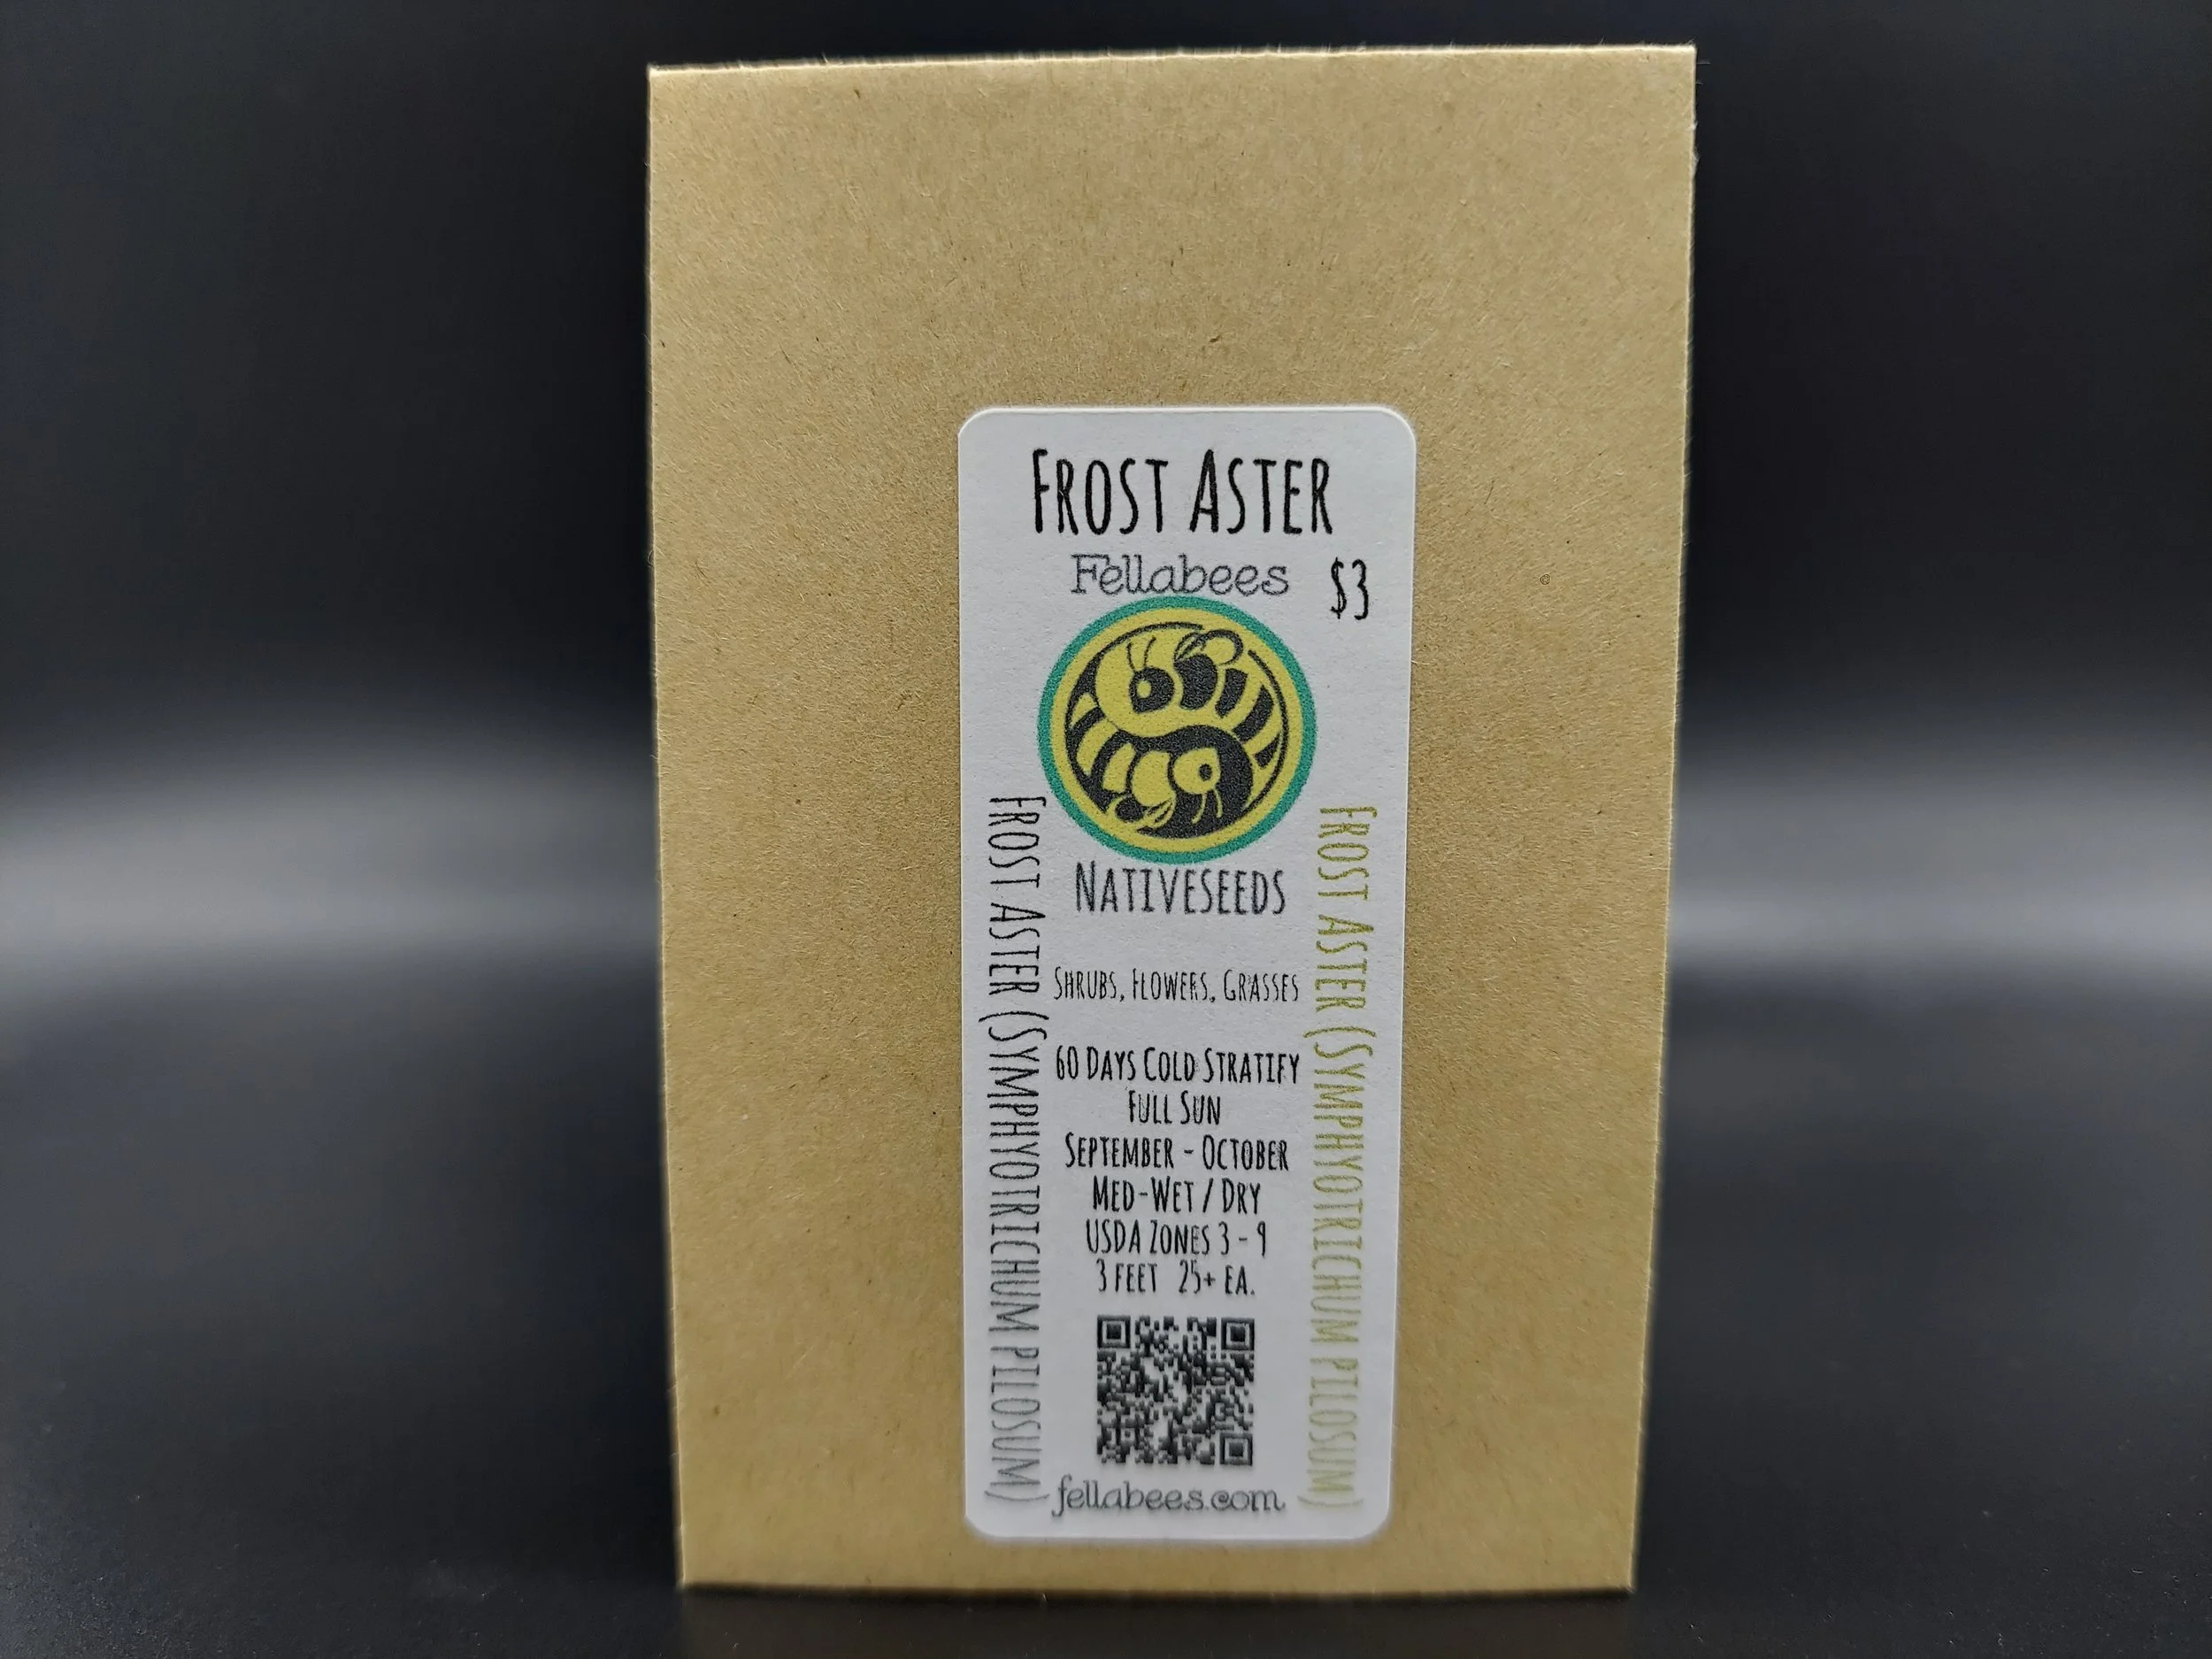 Frost Aster
Fellabees
$3
Nativeseeds
Shrubs, Flowers, Grasses
60 Days Cold Stratify
Full Sun
September - October
Med-Wet / Dry
USDA Zones 3 - 9
3 feet 25+ ea.
fellabees.com
Frost Aster (Symphyotrichum pilosum)
Frost Aster (Symphyotrichum pilosum)